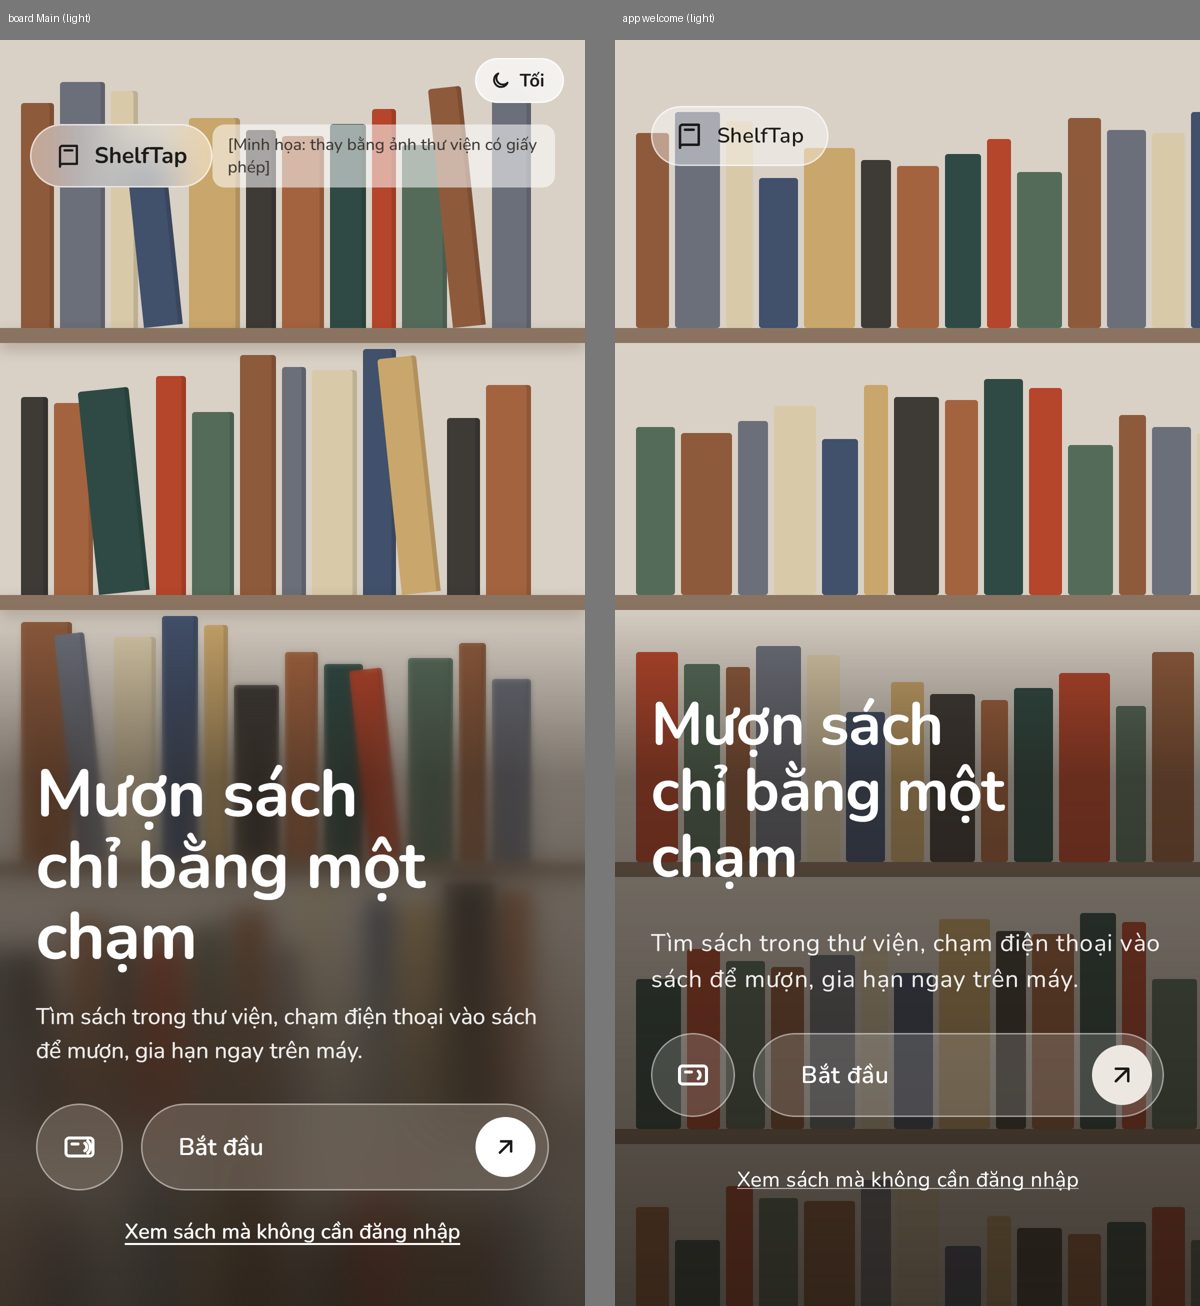 board Main (light)
Tối
ShelfTap
[Minh họa: thay bằng ảnh thư viện có giấy
phép]
Mượn sách
chỉ bằng một
chạm
Tìm sách trong thư viện, chạm điện thoại vào sách
để mượn, gia hạn ngay trên máy.
Bắt đầu
Xem sách mà không cần đăng nhập
app welcome (light)
ShelfTap
Mượn sách
chỉ bằng một
chạm
Tìm sách trong thư viện, chạm điện thoại vào
sách để mượn, gia hạn ngay trên máy.
Bắt đầu
Xem sách mà không cần đăng nhập